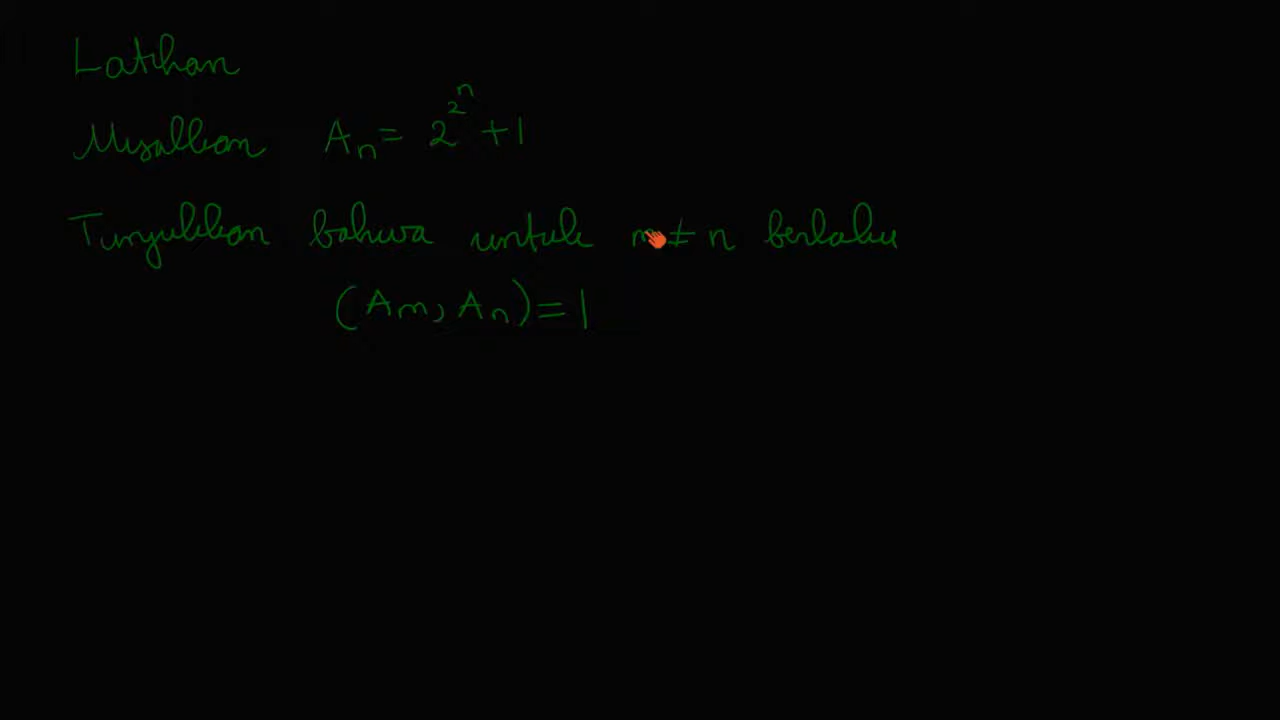 Latihan
Misalkan A_n = 2^{2^n} + 1
Tunjukkan bahwa untuk m ≠ n berlaku
(A_m, A_n) = 1